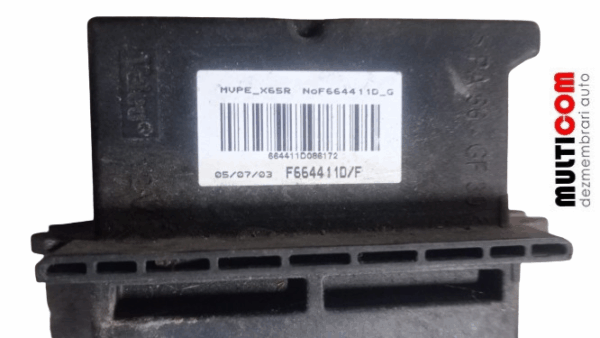 MVPE_X65R NoF664411D_G
664411D086172
05/07/03 F664411D/F
MULTICOM
dezmembrari auto